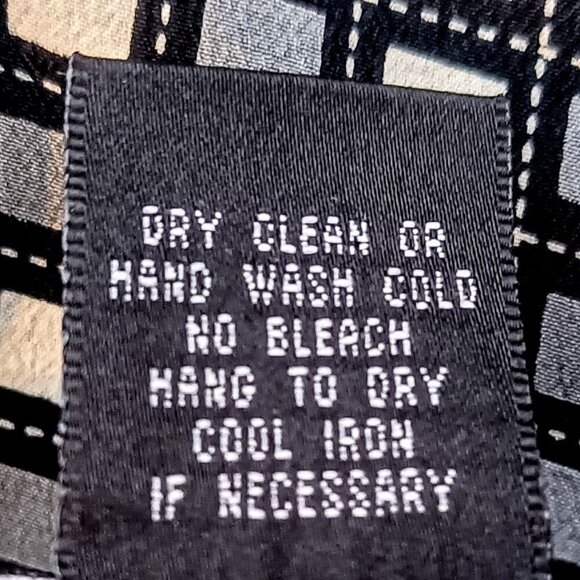 DRY CLEAN OR
HAND WASH COLD
NO BLEACH
HANG TO DRY
COOL IRON
IF NECESSARY